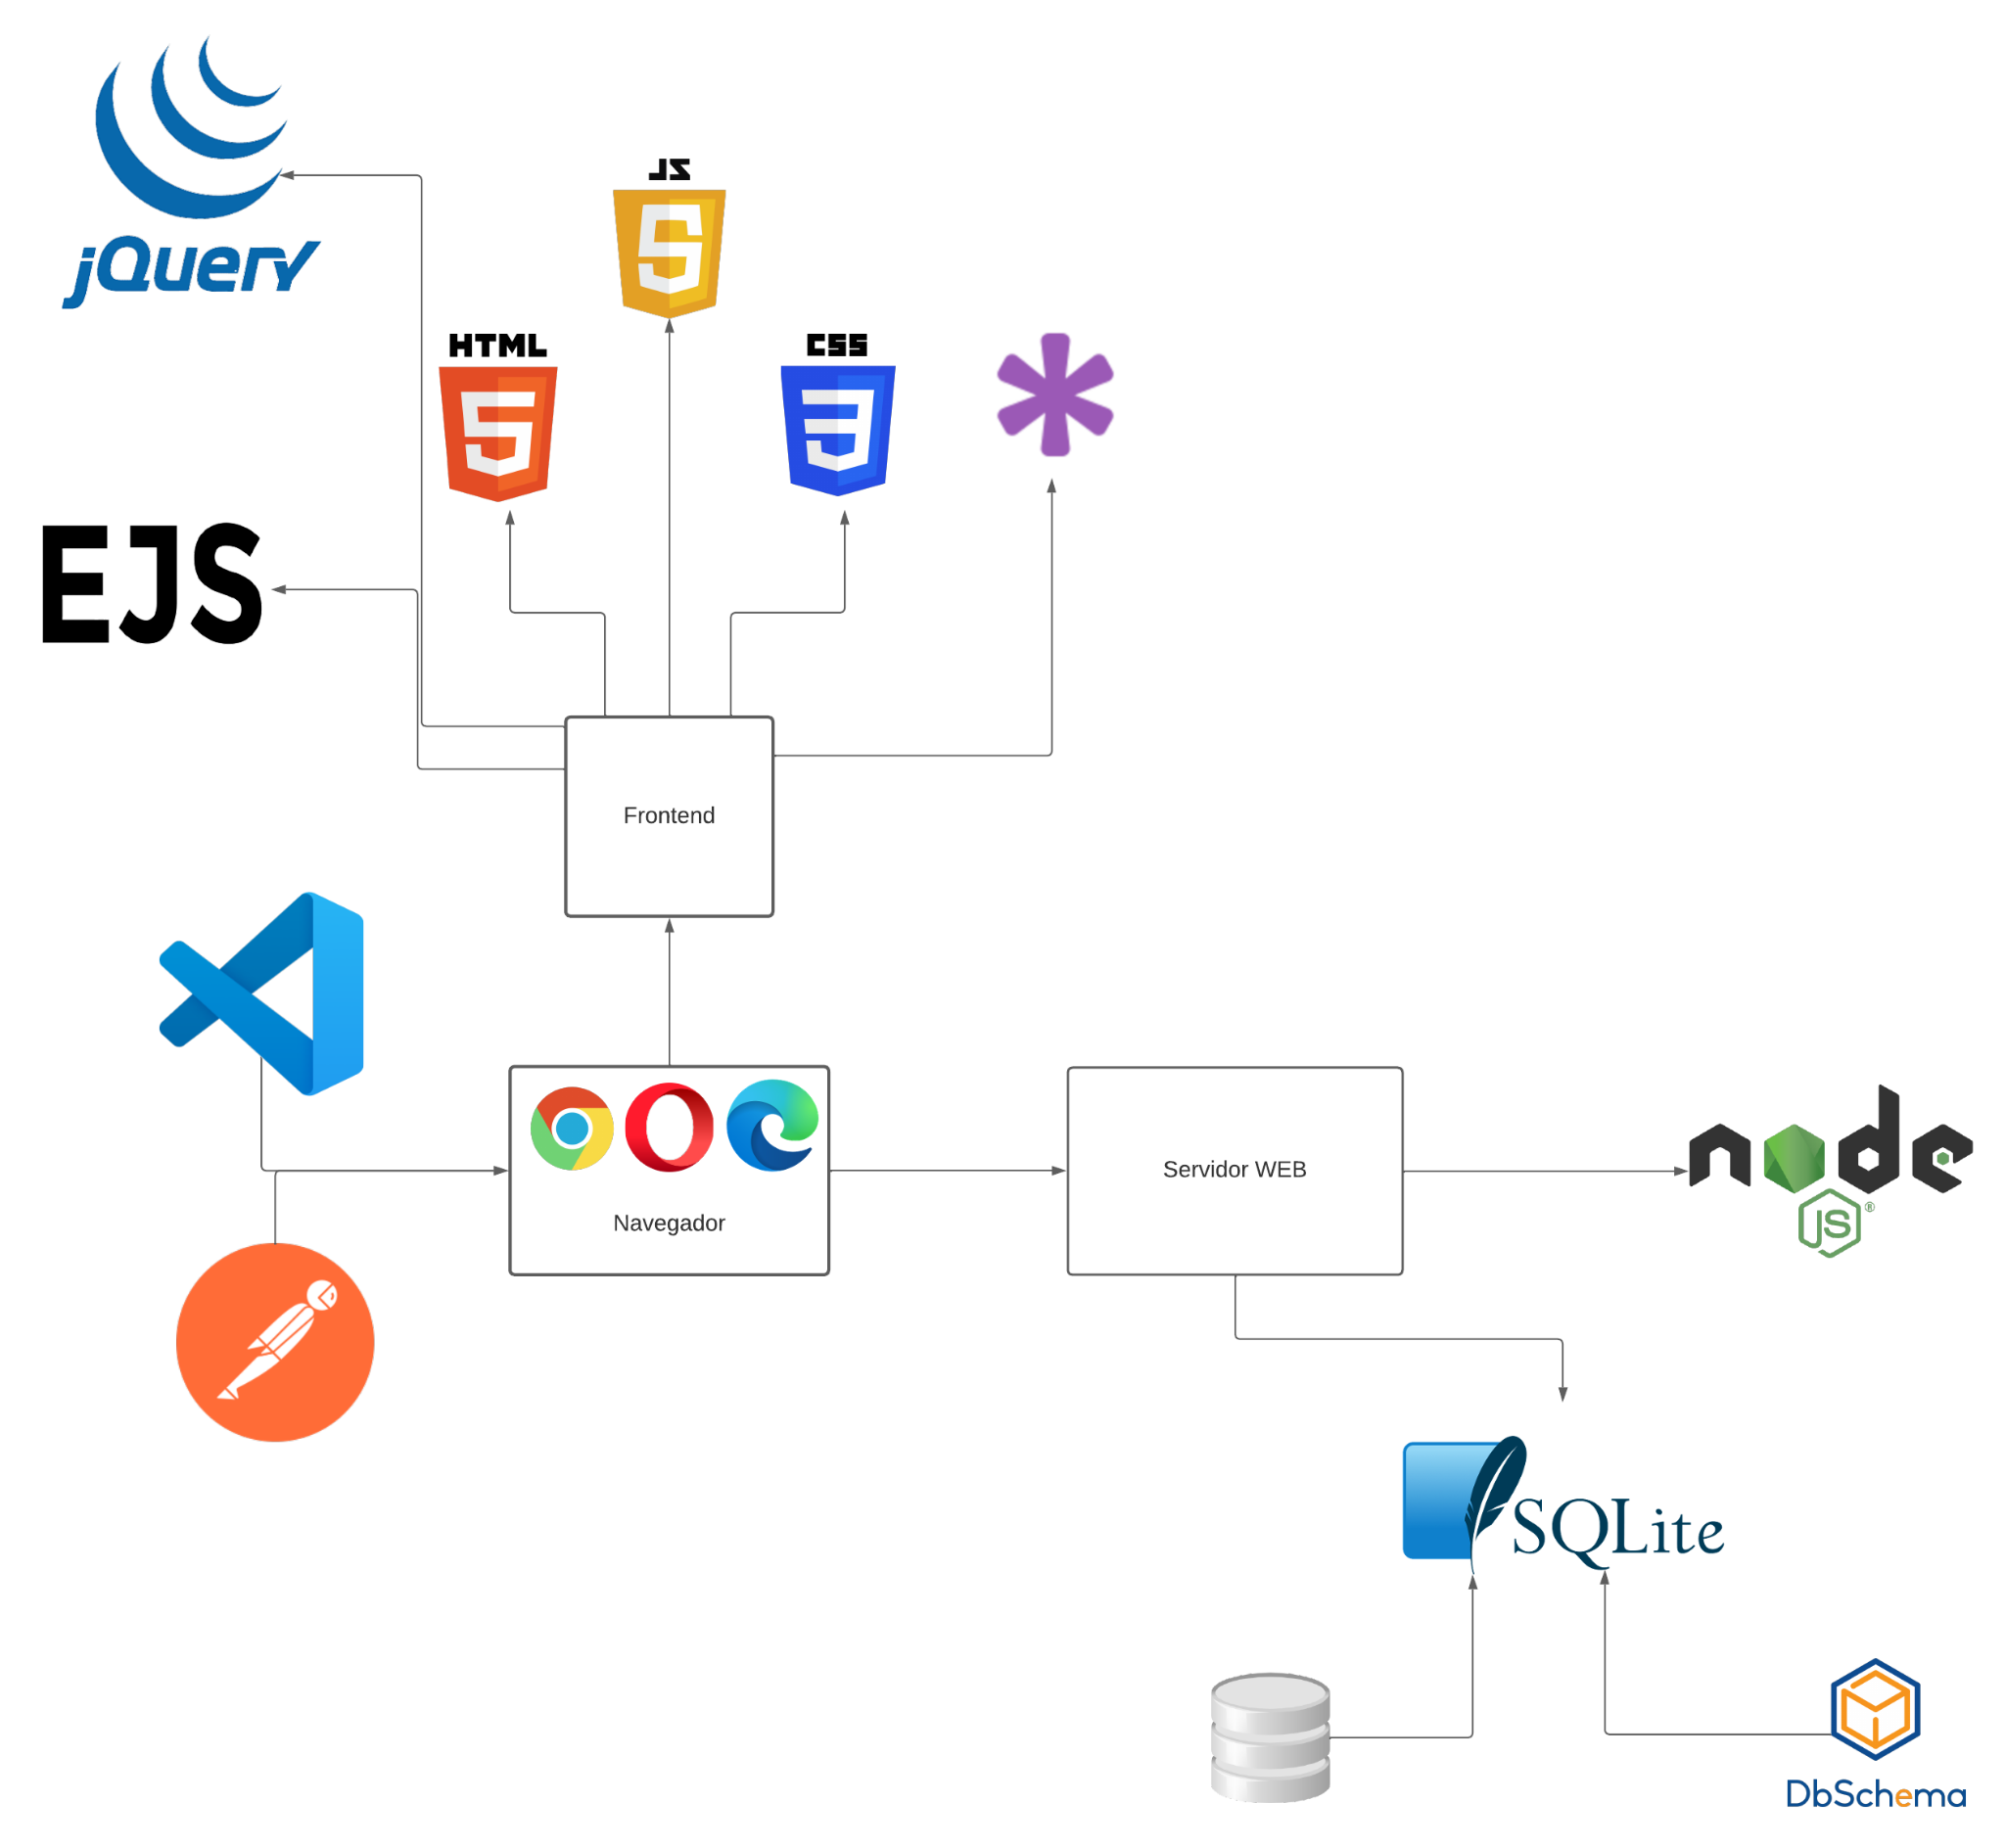 jQuery
JS
HTML
CSS
EJS
Frontend
Navegador
Servidor WEB
node
JS®
SQLite
DbSchema